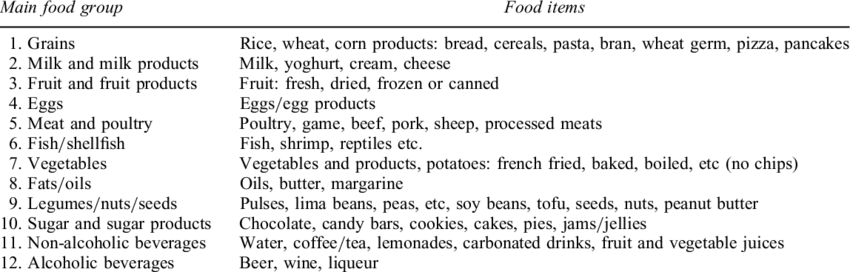 Main food group Food items
1. Grains Rice, wheat, corn products: bread, cereals, pasta, bran, wheat germ, pizza, pancakes
2. Milk and milk products Milk, yoghurt, cream, cheese
3. Fruit and fruit products Fruit: fresh, dried, frozen or canned
4. Eggs Eggs/egg products
5. Meat and poultry Poultry, game, beef, pork, sheep, processed meats
6. Fish/shellfish Fish, shrimp, reptiles etc.
7. Vegetables Vegetables and products, potatoes: french fried, baked, boiled, etc (no chips)
8. Fats/oils Oils, butter, margarine
9. Legumes/nuts/seeds Pulses, lima beans, peas, etc, soy beans, tofu, seeds, nuts, peanut butter
10. Sugar and sugar products Chocolate, candy bars, cookies, cakes, pies, jams/jellies
11. Non-alcoholic beverages Water, coffee/tea, lemonades, carbonated drinks, fruit and vegetable juices
12. Alcoholic beverages Beer, wine, liqueur